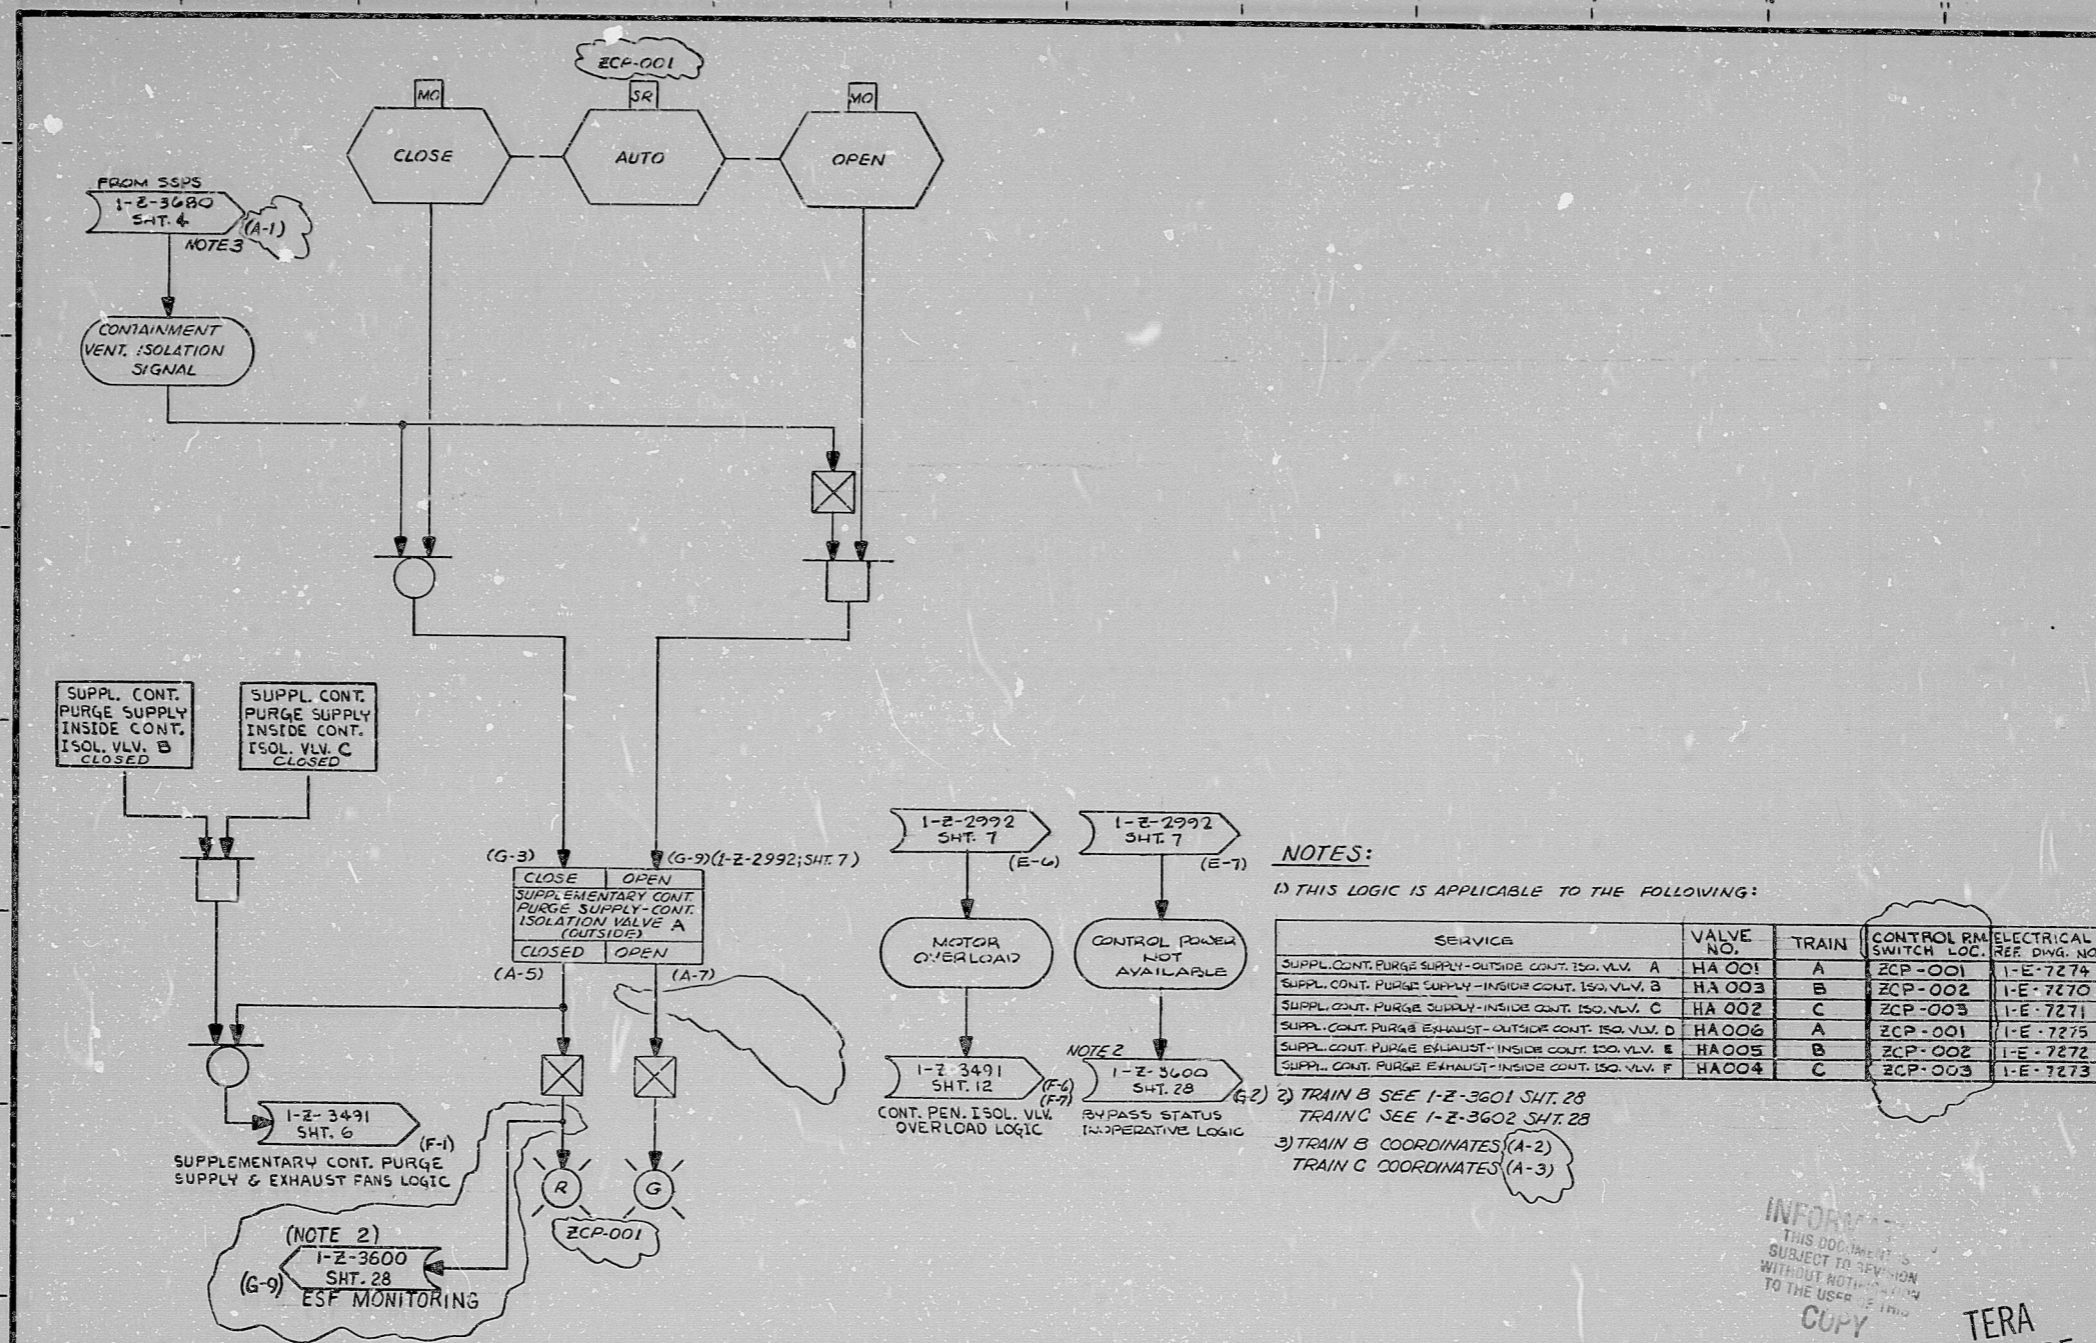 ZCP-001
MO
SR
MO
CLOSE
AUTO
OPEN
FROM SSPS
1-Z-3680
SHT. 4
(A-1)
NOTE 3
CONTAINMENT
VENT. ISOLATION
SIGNAL
SUPPL. CONT.
PURGE SUPPLY
INSIDE CONT.
ISOL. VLV. B
CLOSED
SUPPL. CONT.
PURGE SUPPLY
INSIDE CONT.
ISOL. VLV. C
CLOSED
(G-3)
(G-9)(1-Z-2992; SHT. 7)
CLOSE OPEN
SUPPLEMENTARY CONT.
PURGE SUPPLY-CONT.
ISOLATION VALVE A
(OUTSIDE)
CLOSED OPEN
(A-5)
(A-7)
1-Z-3491
SHT. 6
(F-1)
SUPPLEMENTARY CONT. PURGE
SUPPLY & EXHAUST FANS LOGIC
R
G
ZCP-001
(NOTE 2)
1-Z-3600
SHT. 28
(G-9)
ESF MONITORING
1-Z-2992
SHT. 7
(E-6)
MOTOR
OVERLOAD
1-Z-3491
SHT. 12
(F-6)
(F-7)
CONT. PEN. ISOL. VLV.
OVERLOAD LOGIC
1-Z-2992
SHT. 7
(E-7)
CONTROL POWER
NOT
AVAILABLE
NOTE 2
1-Z-3600
SHT. 28
(G-2)
BYPASS STATUS
INOPERATIVE LOGIC
NOTES:
1) THIS LOGIC IS APPLICABLE TO THE FOLLOWING:
SERVICE VALVE NO. TRAIN CONTROL RM. SWITCH LOC. ELECTRICAL REF. DWG. NO
SUPPL. CONT. PURGE SUPPLY-OUTSIDE CONT. ISO. VLV. A HA 001 A ZCP-001 1-E-7274
SUPPL. CONT. PURGE SUPPLY-INSIDE CONT. ISO. VLV. B HA 003 B ZCP-002 1-E-7270
SUPPL. CONT. PURGE SUPPLY-INSIDE CONT. ISO. VLV. C HA 002 C ZCP-003 1-E-7271
SUPPL. CONT. PURGE EXHAUST-OUTSIDE CONT. ISO. VLV. D HA006 A ZCP-001 1-E-7275
SUPPL. CONT. PURGE EXHAUST-INSIDE CONT. ISO. VLV. E HA005 B ZCP-002 1-E-7272
SUPPL. CONT. PURGE EXHAUST-INSIDE CONT. ISO. VLV. F HA004 C ZCP-003 1-E-7273
2) TRAIN B SEE 1-Z-3601 SHT. 28
TRAIN C SEE 1-Z-3602 SHT. 28
3) TRAIN B COORDINATES (A-2)
TRAIN C COORDINATES (A-3)
THIS DOCUMENT IS
SUBJECT TO REVISION
WITHOUT NOTIFICATION
TO THE USER OF THIS
COPY
TERA